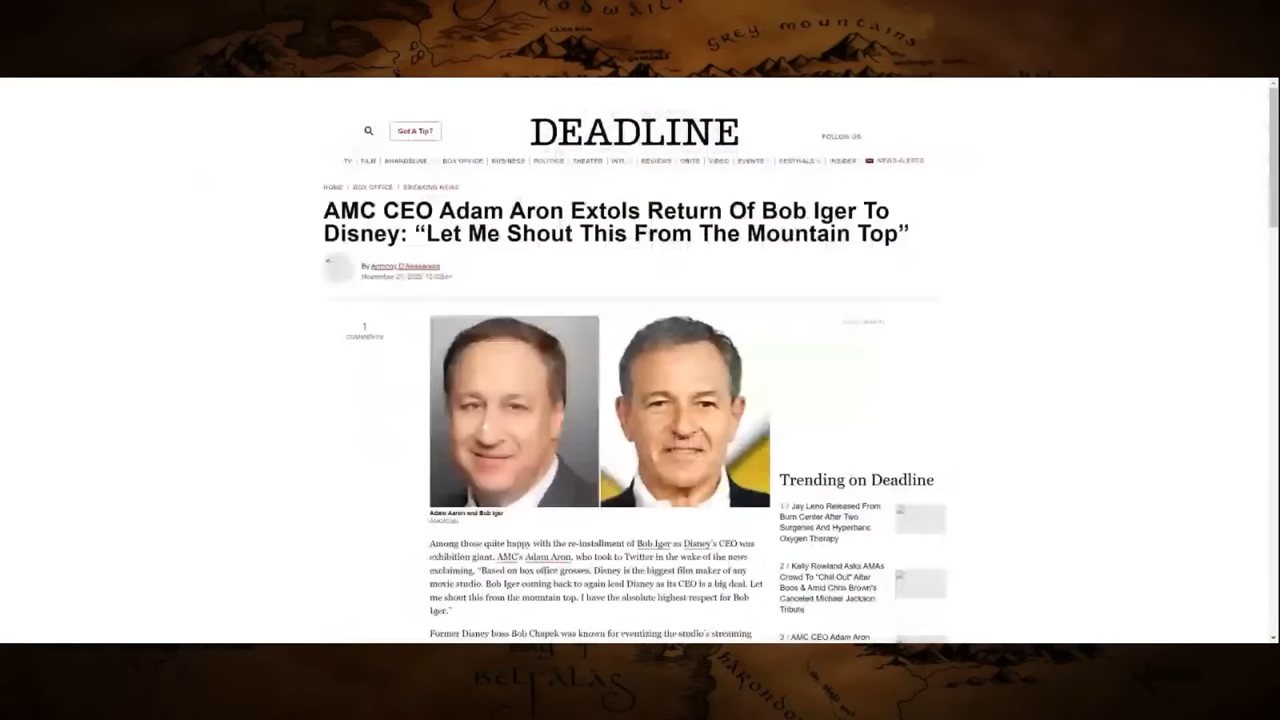 GREY MOUNTAINS
Got A Tip?
DEADLINE
FOLLOW US
TV | FILM | AWARDSLINE | BOX OFFICE | BUSINESS | POLITICS | THEATER | INTL | REVIEWS | OBITS | VIDEO | EVENTS | FESTIVALS | INSIDER NEWS ALERTS
HOME / BOX OFFICE / BREAKING NEWS
AMC CEO Adam Aron Extols Return Of Bob Iger To
Disney: “Let Me Shout This From The Mountain Top”
By Anthony D'Alessandro
November 21, 2022 12:02pm
1
COMMENTS
Adam Aaron and Bob Iger
Among those quite happy with the re-installment of Bob Iger as Disney's CEO was
exhibition giant, AMC's Adam Aron, who took to Twitter in the wake of the news
exclaiming, “Based on box office grosses, Disney is the biggest film maker of any
movie studio. Bob Iger coming back to again lead Disney as its CEO is a big deal. Let
me shout this from the mountain top. I have the absolute highest respect for Bob
Iger.”
Former Disney boss Bob Chapek was known for eventizing the studio's streaming
Trending on Deadline
1 / Jay Leno Released From
Burn Center After Two
Surgeries And Hyperbaric
Oxygen Therapy
2 / Kelly Rowland Asks AMAs
Crowd To “Chill Out” After
Boos & Amid Chris Brown's
Canceled Michael Jackson
Tribute
3 / AMC CEO Adam Aron
BELFALAS